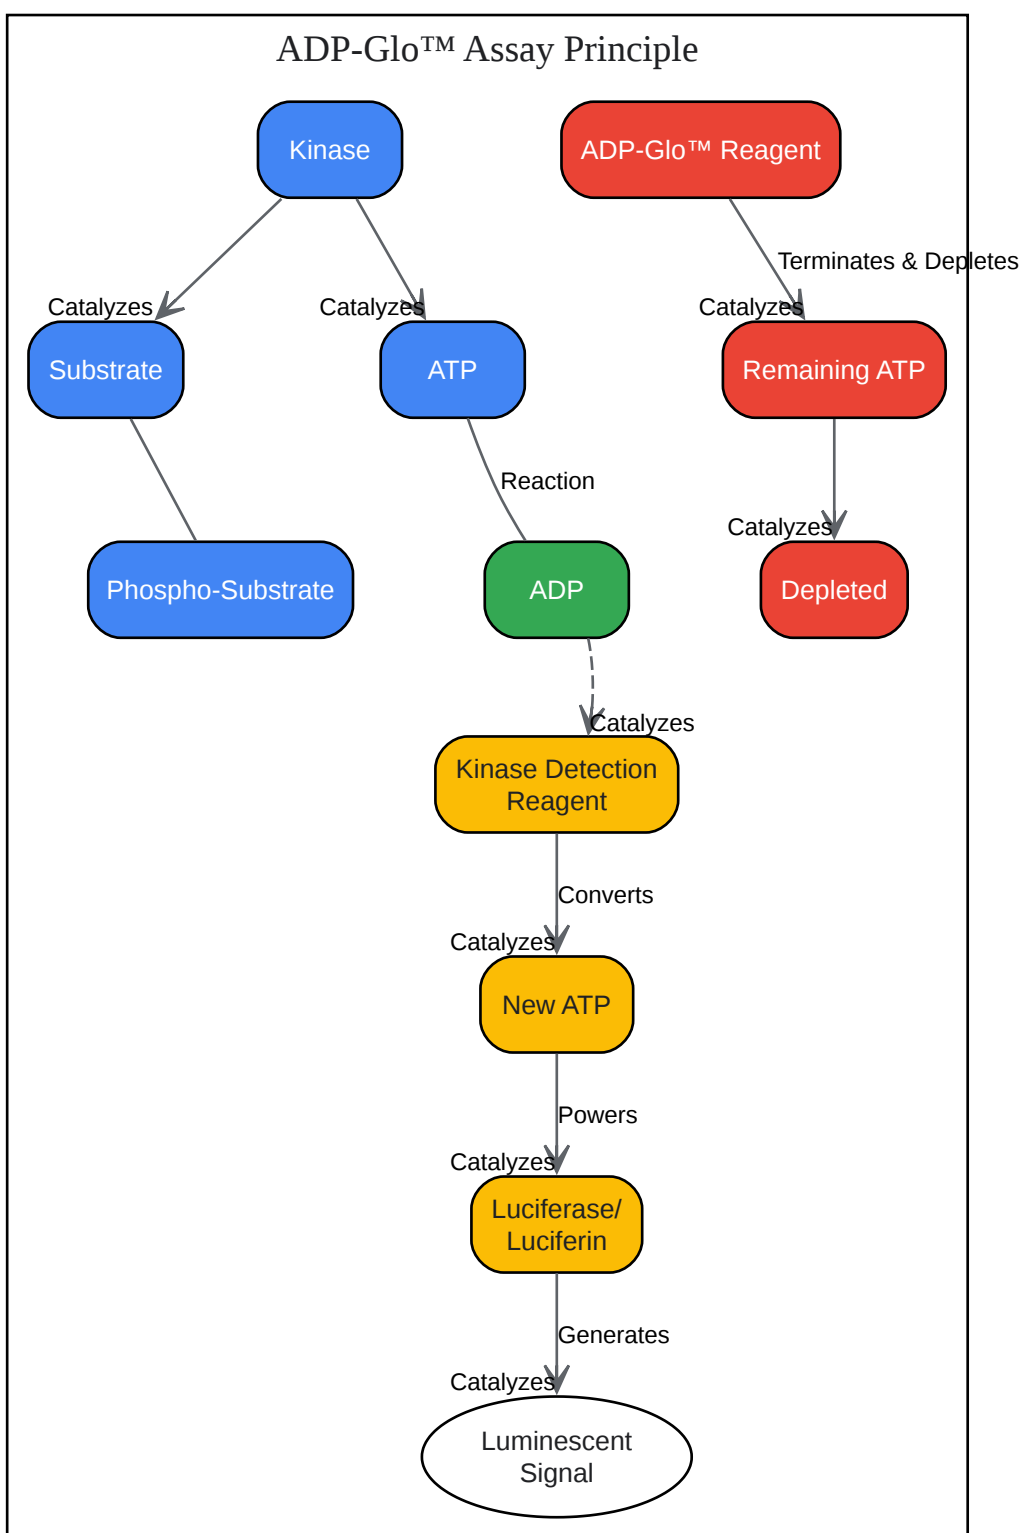 ADP-Glo™ Assay Principle
Kinase
ADP-Glo™ Reagent
Terminates & Depletes
Catalyzes
Catalyzes
Catalyzes
Substrate
ATP
Remaining ATP
Reaction
Catalyzes
Phospho-Substrate
ADP
Depleted
Catalyzes
Kinase Detection
Reagent
Converts
Catalyzes
New ATP
Powers
Catalyzes
Luciferase/
Luciferin
Generates
Catalyzes
Luminescent
Signal